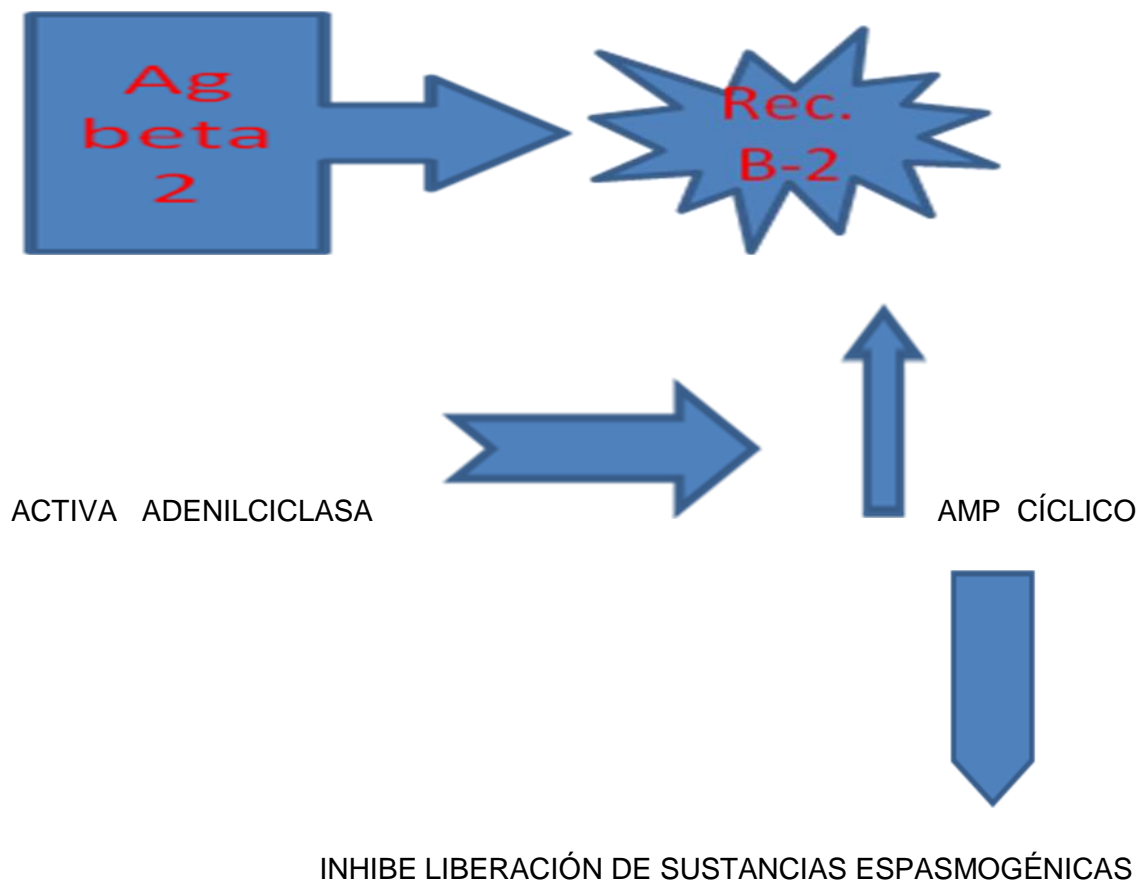 Ag
beta
2
Rec.
B-2
ACTIVA ADENILCICLASA AMP CÍCLICO
INHIBE LIBERACIÓN DE SUSTANCIAS ESPASMOGÉNICAS